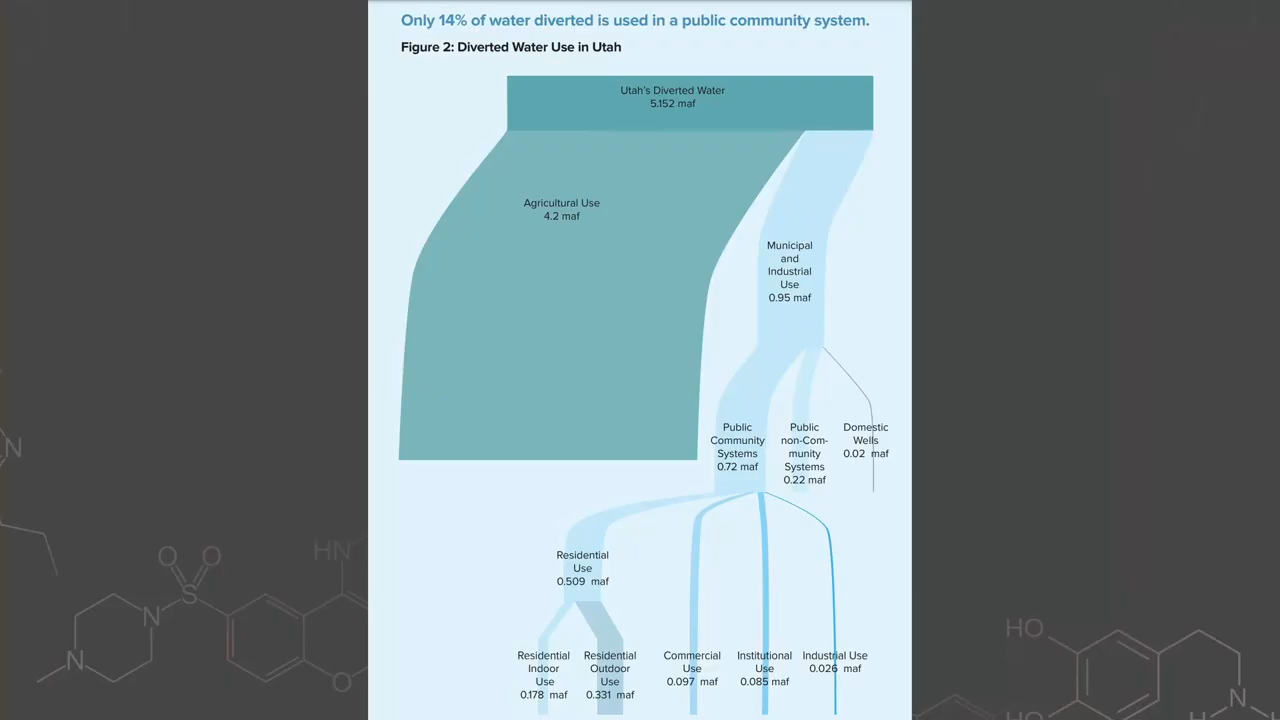 Only 14% of water diverted is used in a public community system.
Figure 2: Diverted Water Use in Utah
Utah's Diverted Water
5.152 maf
Agricultural Use
4.2 maf
Municipal
and
Industrial
Use
0.95 maf
Public
Community
Systems
0.72 maf
Public
non-Com-
munity
Systems
0.22 maf
Domestic
Wells
0.02 maf
Residential
Use
0.509 maf
Residential
Indoor
Use
0.178 maf
Residential
Outdoor
Use
0.331 maf
Commercial
Use
0.097 maf
Institutional
Use
0.085 maf
Industrial Use
0.026 maf
N
HN
O
O
S
N
N
O
HO
HO
N